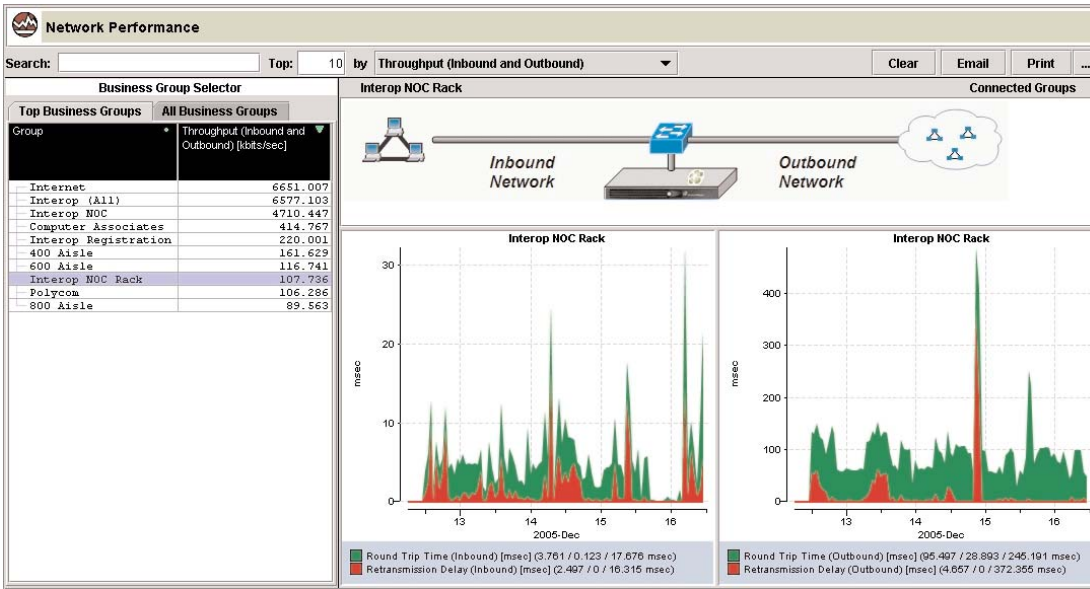 Network Performance
Search: Top: 10 by Throughput (Inbound and Outbound) Clear Email Print ...
Business Group Selector
Top Business Groups All Business Groups
Group Throughput (Inbound and
Outbound) [kbits/sec]
Internet 6651.007
Interop (All) 6577.103
Interop NOC 4710.447
Computer Associates 414.767
Interop Registration 220.001
400 Aisle 161.629
600 Aisle 116.741
Interop NOC Rack 107.736
Polycom 106.286
800 Aisle 89.563
Interop NOC Rack Connected Groups
Inbound
Network
Outbound
Network
Interop NOC Rack
30
20
10
0
msec
13 14 15 16
2005-Dec
Round Trip Time (Inbound) [msec] (3.761 / 0.123 / 17.676 msec)
Retransmission Delay (Inbound) [msec] (2.497 / 0 / 16.315 msec)
Interop NOC Rack
400
300
200
100
0
msec
13 14 15 16
2005-Dec
Round Trip Time (Outbound) [msec] (95.497 / 28.893 / 245.191 msec)
Retransmission Delay (Outbound) [msec] (4.657 / 0 / 372.355 msec)